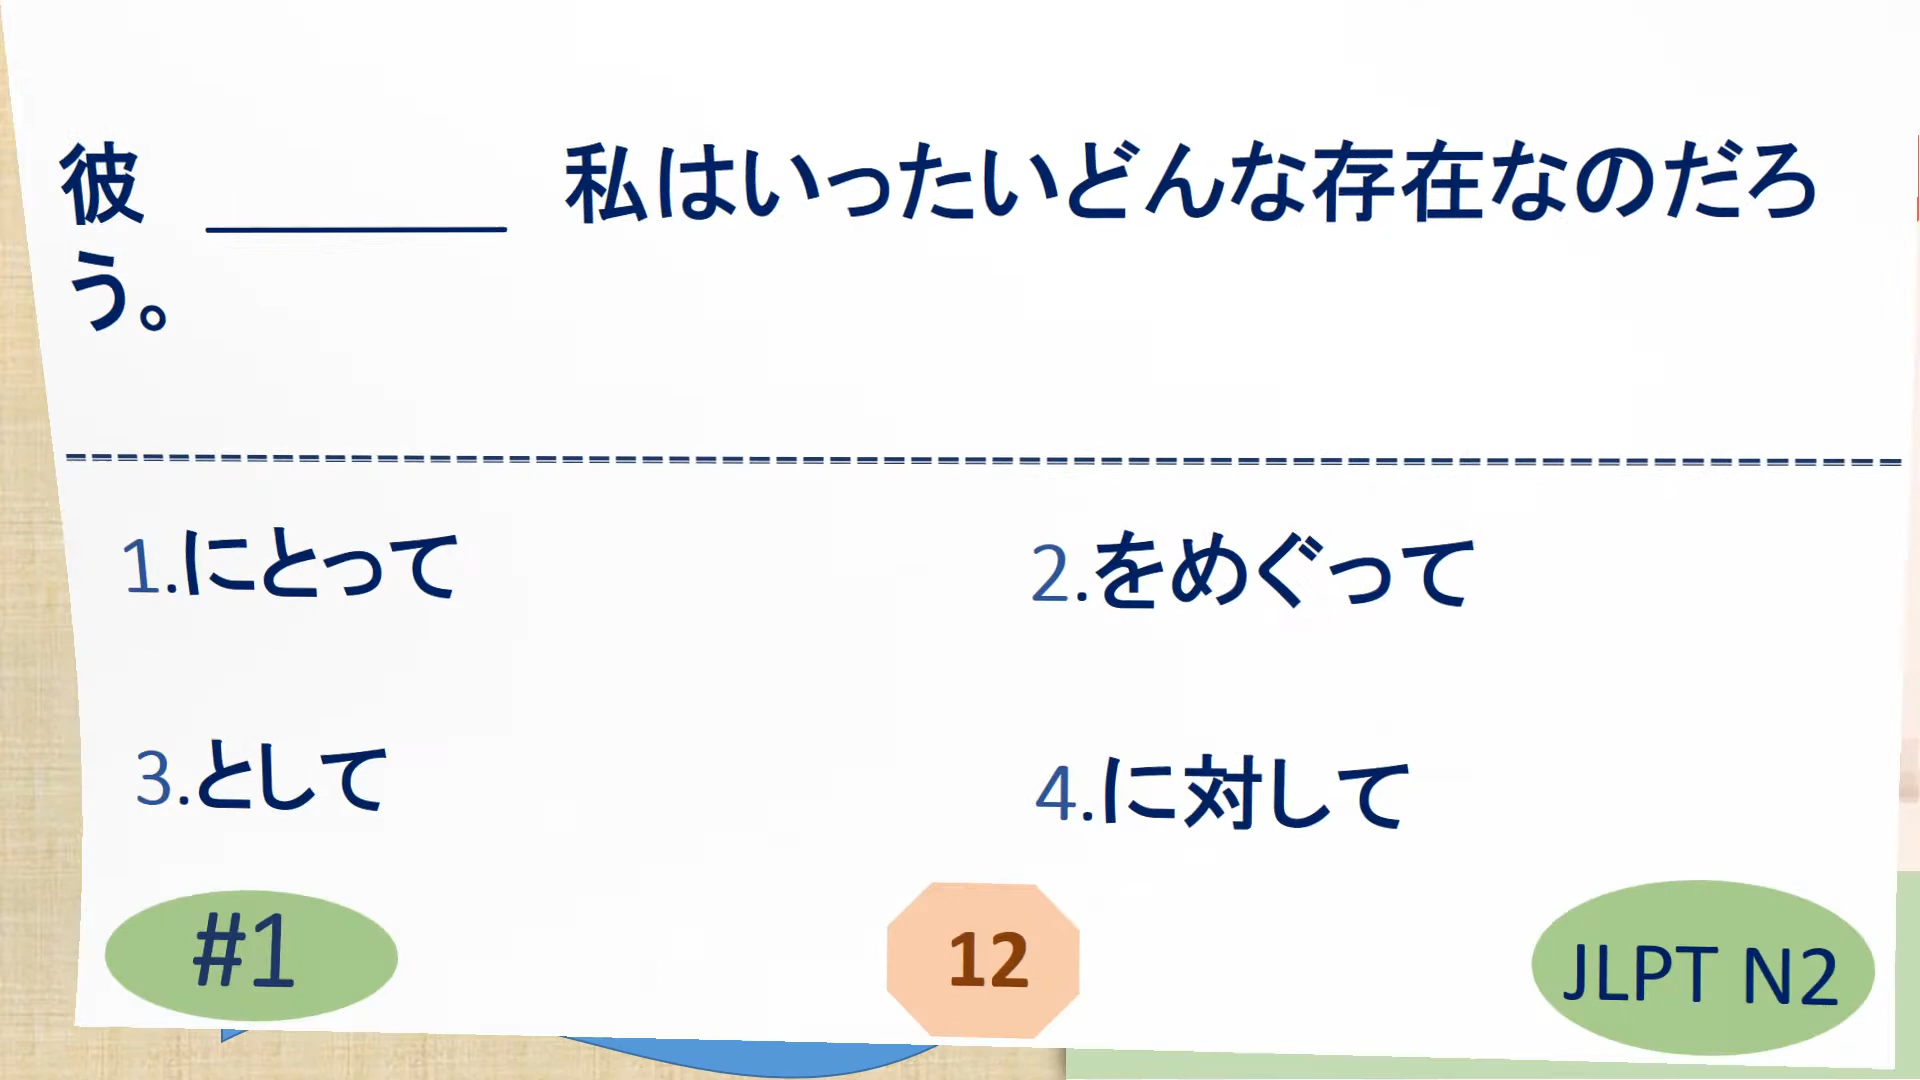 彼 ＿＿＿＿ 私はいったいどんな存在なのだろ
う。
1.にとって
2.をめぐって
3.として
4.に対して
#1
12
JLPT N2